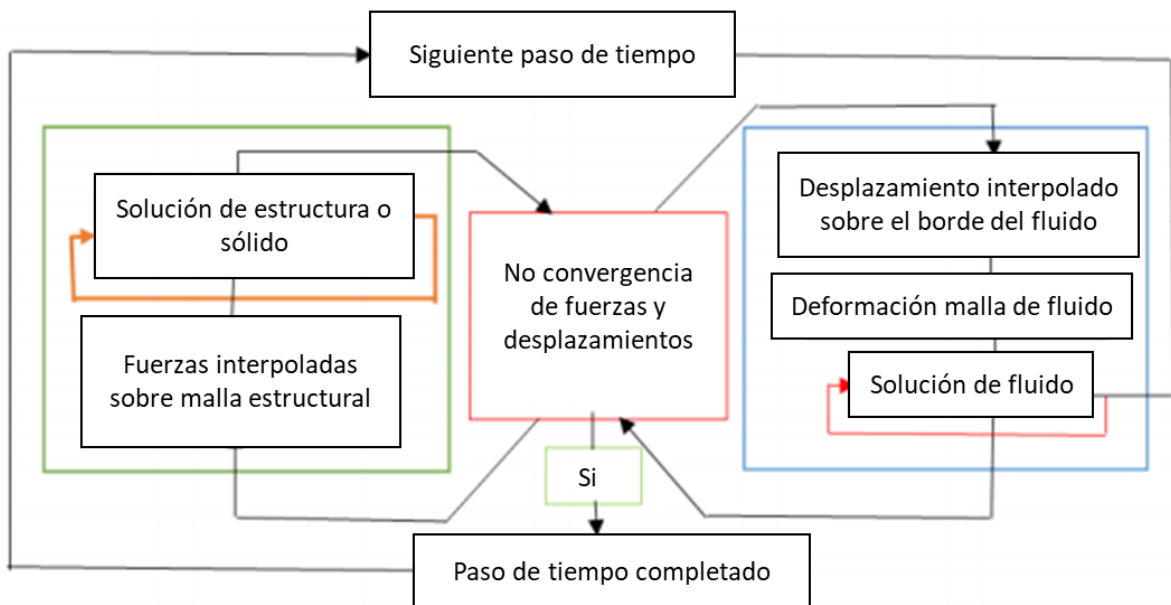 Siguiente paso de tiempo
Solución de estructura o
sólido
Fuerzas interpoladas
sobre malla estructural
No convergencia
de fuerzas y
desplazamientos
Si
Desplazamiento interpolado
sobre el borde del fluido
Deformación malla de fluido
Solución de fluido
Paso de tiempo completado